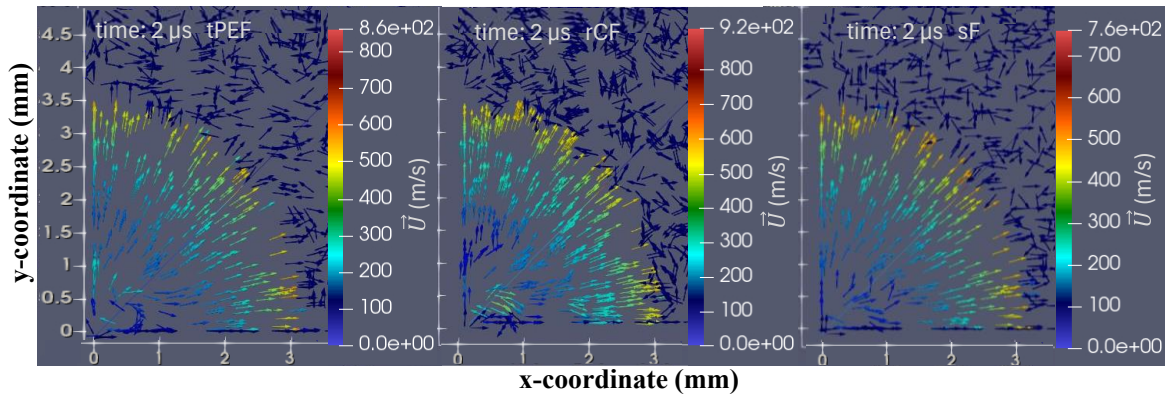 y-coordinate (mm)
4.5
4
3.5
3
2.5
2
1.5
1
0.5
0
time: 2 μs tPEF
8.6e+02
800
700
600
500
400
300
200
100
0.0e+00
U (m/s)
0 1 2 3
time: 2 μs rCF
9.2e+02
800
700
600
500
400
300
200
100
0.0e+00
U (m/s)
0 1 2 3
time: 2 μs sF
7.6e+02
700
600
500
400
300
200
100
0.0e+00
U (m/s)
0 1 2 3
x-coordinate (mm)